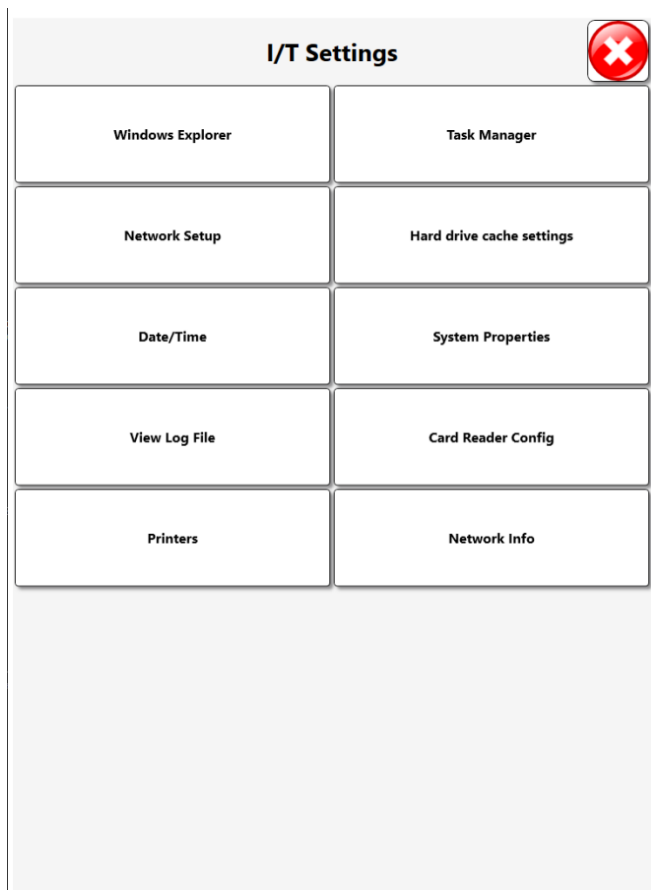 I/T Settings
Windows Explorer
Task Manager
Network Setup
Hard drive cache settings
Date/Time
System Properties
View Log File
Card Reader Config
Printers
Network Info